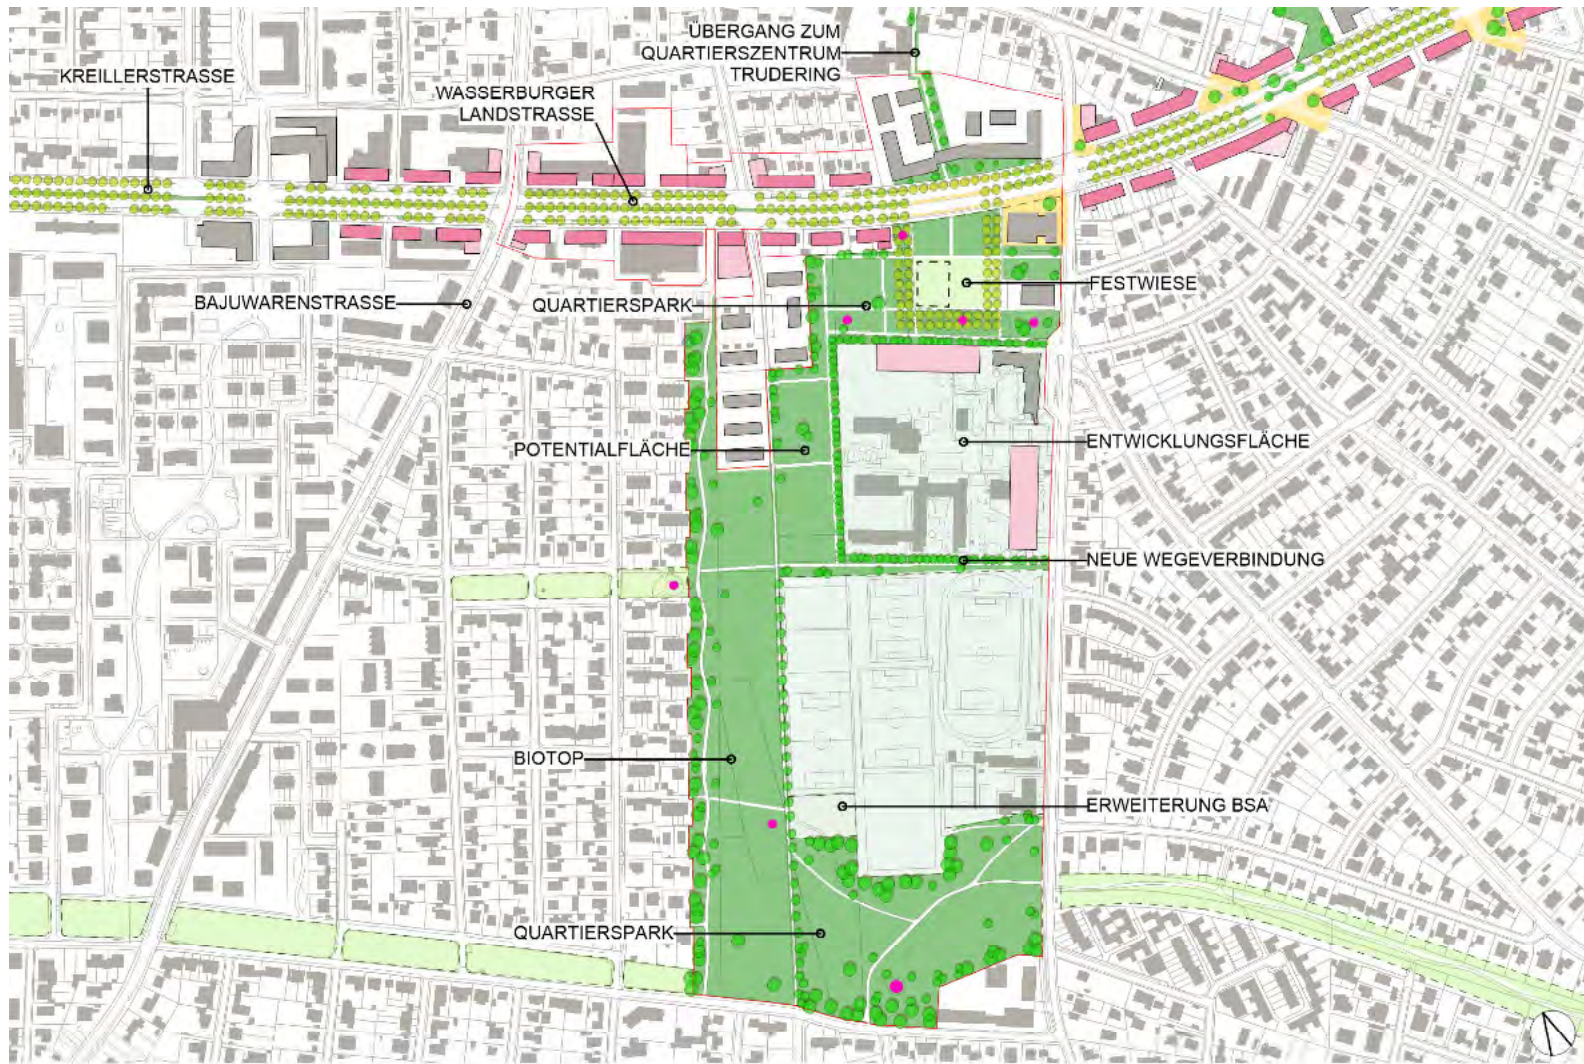 ÜBERGANG ZUM
QUARTIERSZENTRUM
TRUDERING
KREILLERSTRASSE
WASSERBURGER
LANDSTRASSE
BAJUWARENSTRASSE
QUARTIERSPARK
FESTWIESE
POTENTIALFLÄCHE
ENTWICKLUNGSFLÄCHE
NEUE WEGEVERBINDUNG
BIOTOP
ERWEITERUNG BSA
QUARTIERSPARK